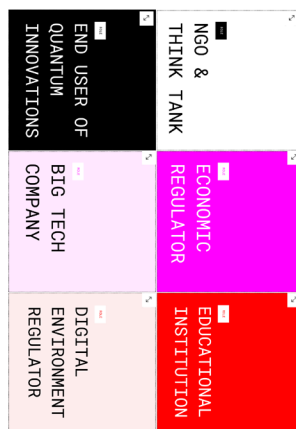 NGO &
THINK TANK
ECONOMIC
REGULATOR
EDUCATIONAL
INSTITUTION
END USER OF
QUANTUM
INNOVATIONS
BIG TECH
COMPANY
DIGITAL
ENVIRONMENT
REGULATOR